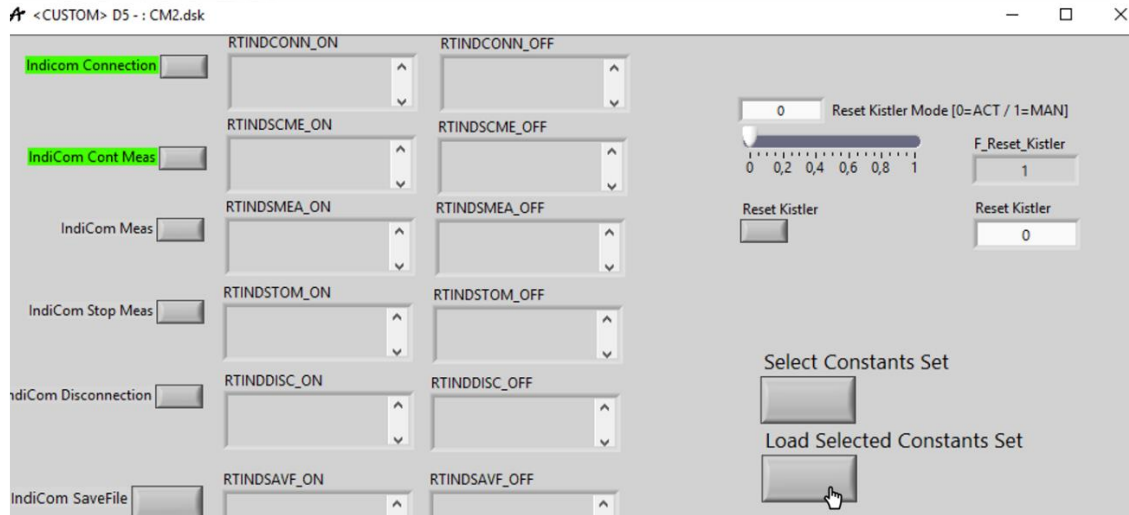 <CUSTOM> D5 - : CM2.dsk
RTINDCONN_ON
RTINDCONN_OFF
Indicom Connection
RTINDSCME_ON
RTINDSCME_OFF
IndiCom Cont Meas
RTINDSMEA_ON
RTINDSMEA_OFF
IndiCom Meas
RTINDSTOM_ON
RTINDSTOM_OFF
IndiCom Stop Meas
RTINDDISC_ON
RTINDDISC_OFF
ndiCom Disconnection
RTINDSAVF_ON
RTINDSAVF_OFF
IndiCom SaveFile
0 Reset Kistler Mode [0=ACT / 1=MAN]
0 0,2 0,4 0,6 0,8 1
F_Reset_Kistler
1
Reset Kistler
Reset Kistler
0
Select Constants Set
Load Selected Constants Set